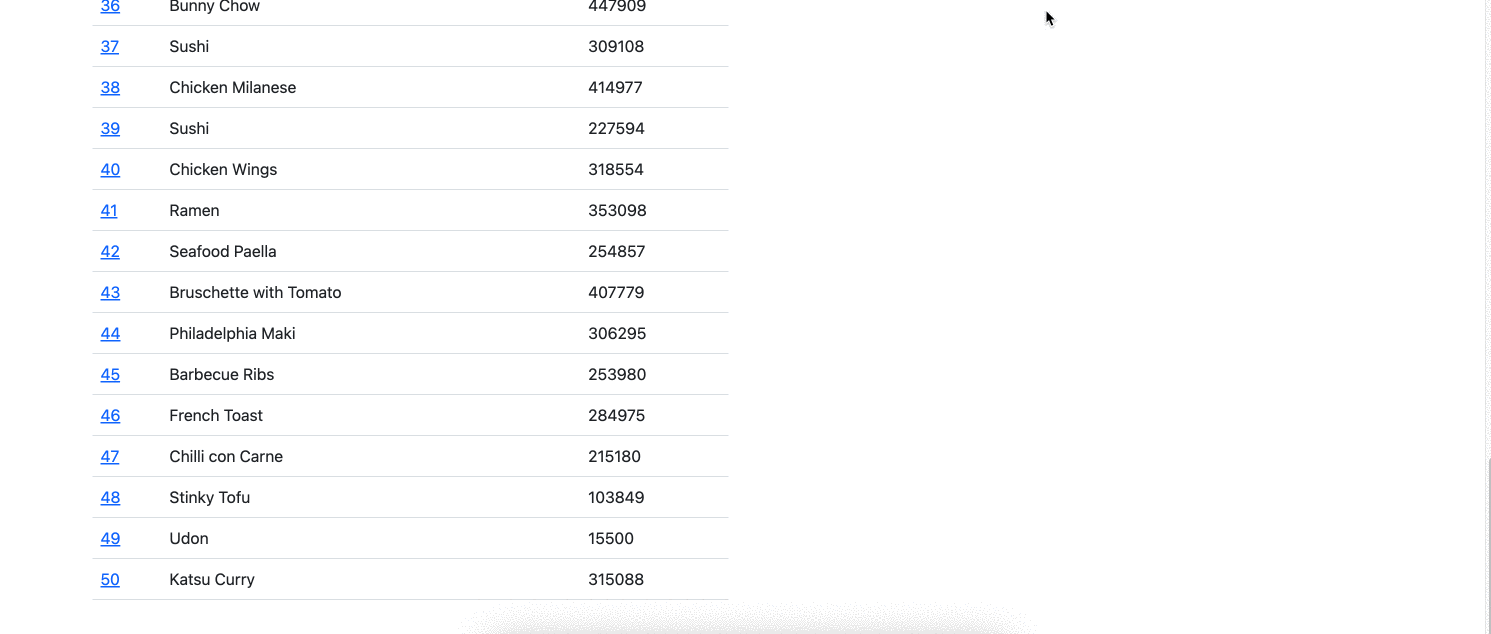 36 Bunny Chow 447909
37 Sushi 309108
38 Chicken Milanese 414977
39 Sushi 227594
40 Chicken Wings 318554
41 Ramen 353098
42 Seafood Paella 254857
43 Bruschette with Tomato 407779
44 Philadelphia Maki 306295
45 Barbecue Ribs 253980
46 French Toast 284975
47 Chilli con Carne 215180
48 Stinky Tofu 103849
49 Udon 15500
50 Katsu Curry 315088